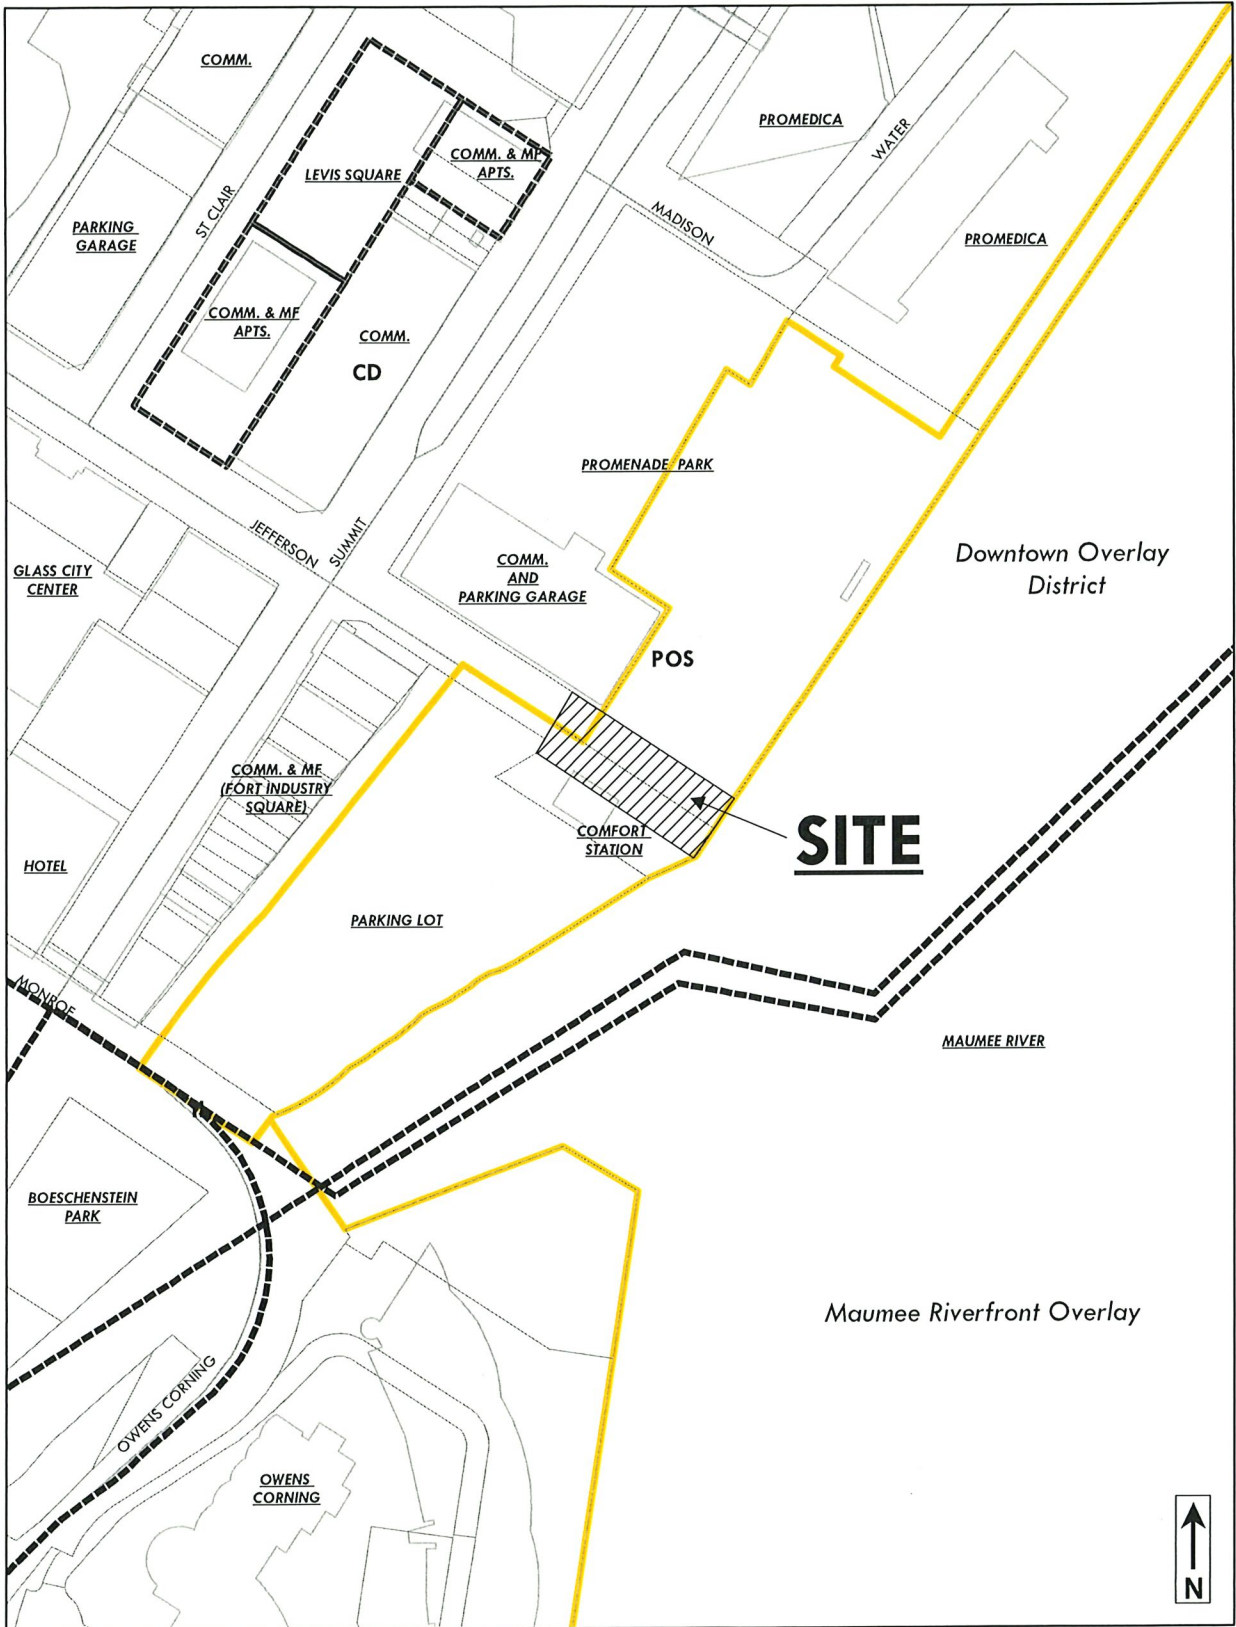 COMM.
PROMEDICA
WATER
COMM. & MF
APTS.
LEVIS SQUARE
ST CLAIR
MADISON
PARKING
GARAGE
PROMEDICA
COMM. & MF
APTS.
COMM.
CD
PROMENADE PARK
JEFFERSON
SUMMIT
COMM.
AND
PARKING GARAGE
Downtown Overlay
District
GLASS CITY
CENTER
POS
COMM. & MF
(FORT INDUSTRY
SQUARE)
COMFORT
STATION
SITE
HOTEL
PARKING LOT
MONROE
MAUMEE RIVER
BOESCHENSTEIN
PARK
Maumee Riverfront Overlay
OWENS CORNING
OWENS
CORNING
N